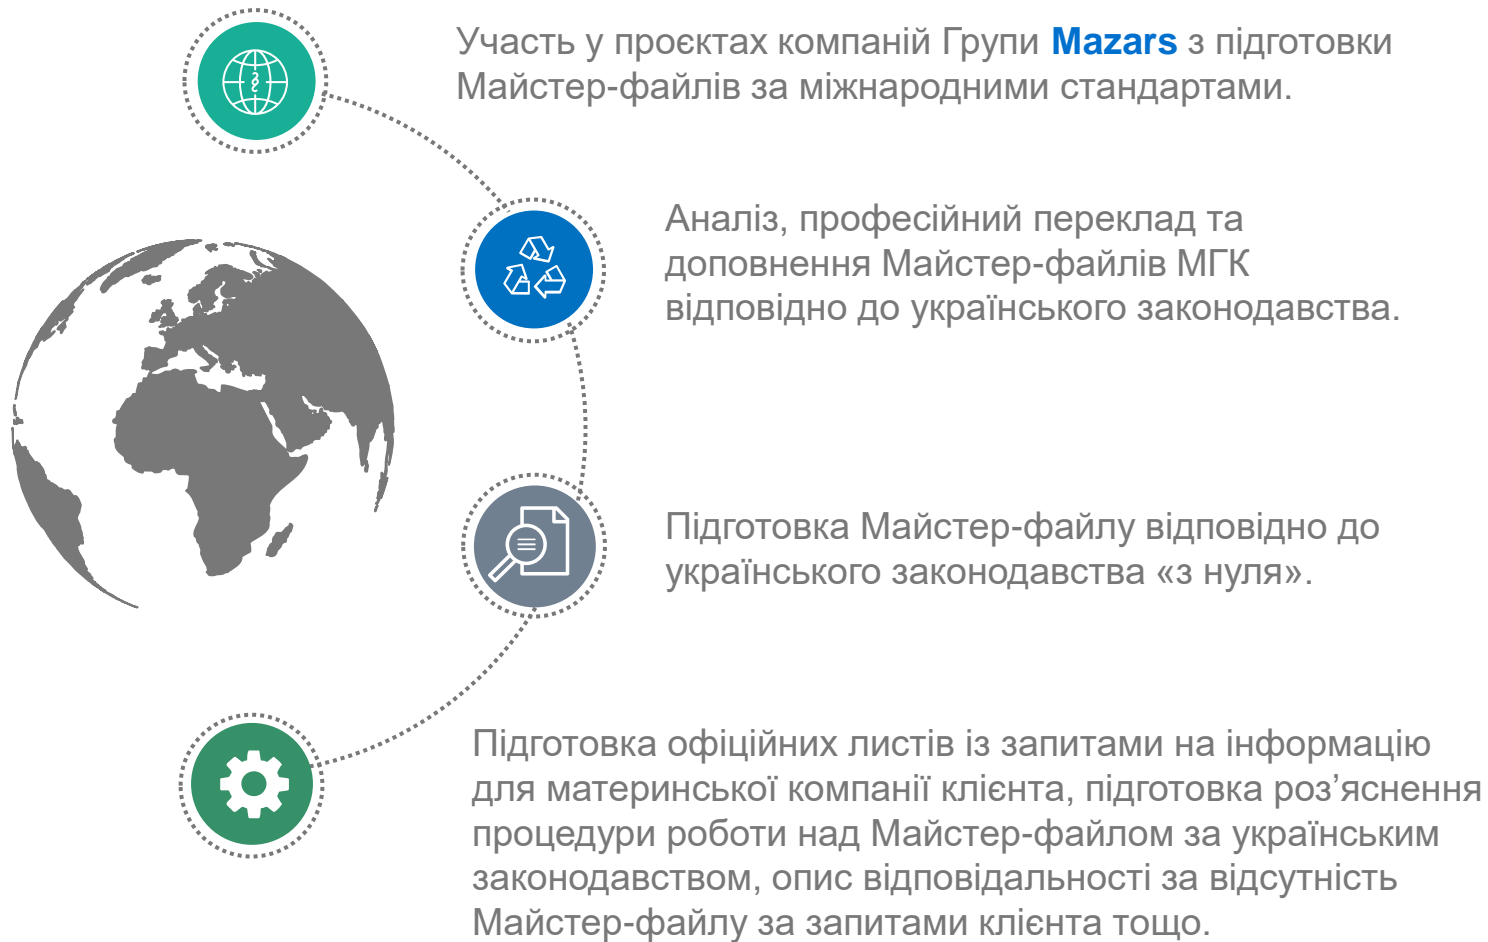 Участь у проєктах компаній Групи Mazars з підготовки
Майстер-файлів за міжнародними стандартами.
Аналіз, професійний переклад та
доповнення Майстер-файлів МГК
відповідно до українського законодавства.
Підготовка Майстер-файлу відповідно до
українського законодавства «з нуля».
Підготовка офіційних листів із запитами на інформацію
для материнської компанії клієнта, підготовка роз’яснення
процедури роботи над Майстер-файлом за українським
законодавством, опис відповідальності за відсутність
Майстер-файлу за запитами клієнта тощо.